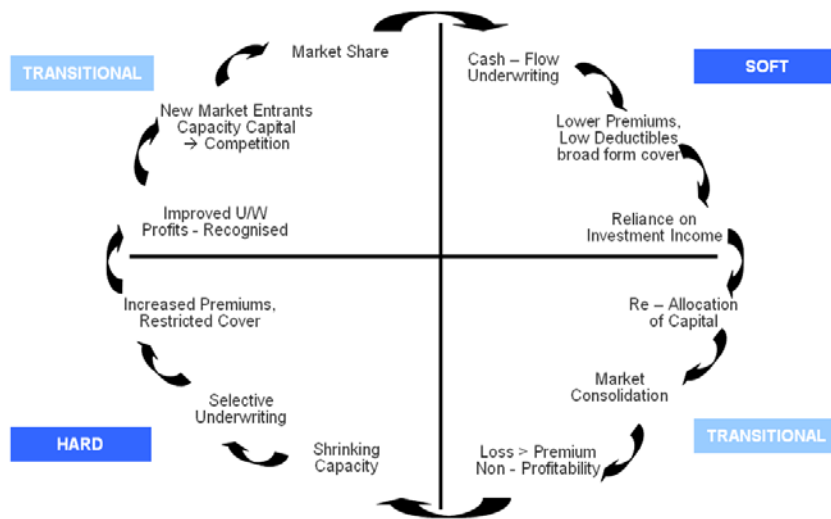 TRANSITIONAL
Market Share
New Market Entrants
Capacity Capital
→ Competition
Improved U/W
Profits - Recognised
SOFT
Cash – Flow
Underwriting
Lower Premiums,
Low Deductibles
broad form cover
Reliance on
Investment Income
Increased Premiums,
Restricted Cover
Selective
Underwriting
Shrinking
Capacity
HARD
Re – Allocation
of Capital
Market
Consolidation
Loss > Premium
Non - Profitability
TRANSITIONAL